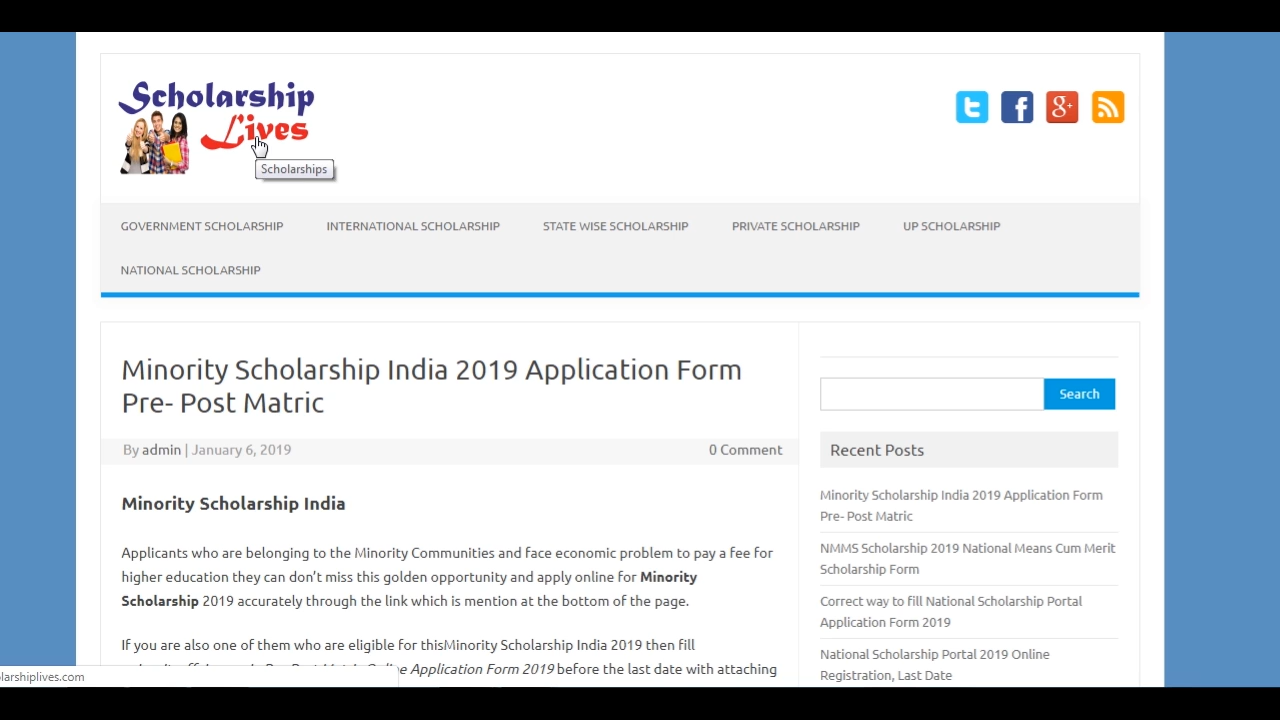 Scholarship
Lives
Scholarships
GOVERNMENT SCHOLARSHIP INTERNATIONAL SCHOLARSHIP STATE WISE SCHOLARSHIP PRIVATE SCHOLARSHIP UP SCHOLARSHIP
NATIONAL SCHOLARSHIP
Minority Scholarship India 2019 Application Form
Pre- Post Matric
By admin | January 6, 2019 0 Comment
Minority Scholarship India
Applicants who are belonging to the Minority Communities and face economic problem to pay a fee for
higher education they can don’t miss this golden opportunity and apply online for Minority
Scholarship 2019 accurately through the link which is mention at the bottom of the page.
If you are also one of them who are eligible for thisMinority Scholarship India 2019 then fill
Application Form 2019 before the last date with attaching
Search
Recent Posts
Minority Scholarship India 2019 Application Form
Pre- Post Matric
NMMS Scholarship 2019 National Means Cum Merit
Scholarship Form
Correct way to fill National Scholarship Portal
Application Form 2019
National Scholarship Portal 2019 Online
Registration, Last Date
olarshiplives.com